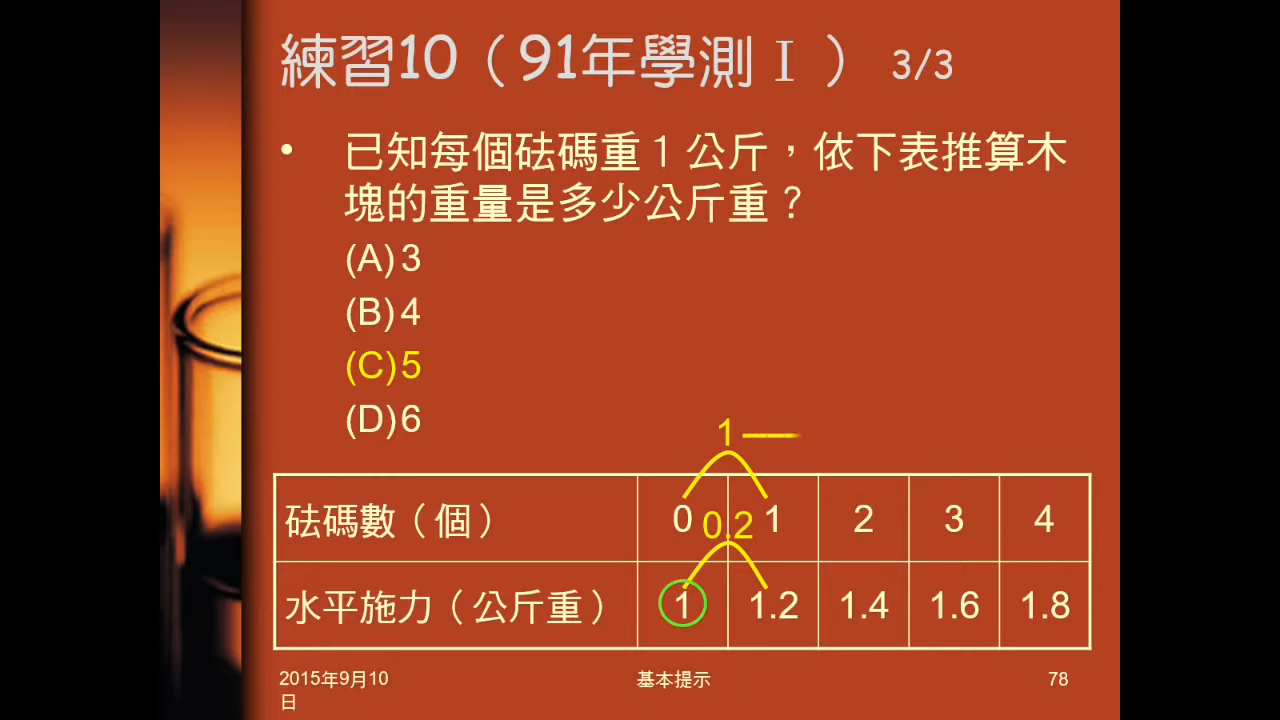 練習10（91年學測Ⅰ） 3/3
• 已知每個砝碼重１公斤，依下表推算木
塊的重量是多少公斤重？
(A)3
(B)4
(C)5
(D)6
1
砝碼數（個） 0 0.2 1 2 3 4
水平施力（公斤重） 1 1.2 1.4 1.6 1.8
2015年9月10
日
基本提示
78